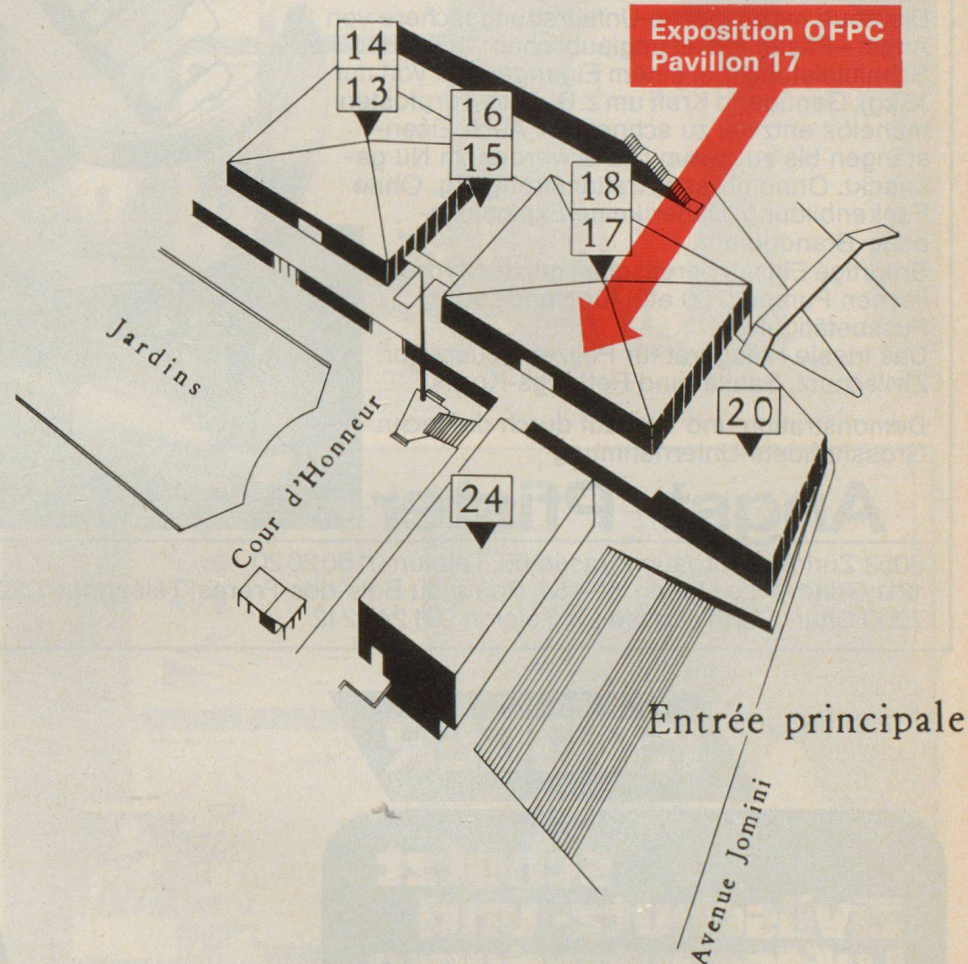 Exposition OFPC
Pavillon 17
14
13
16
15
18
17
20
24
Jardins
Cour d'Honneur
Entrée principale
Avenue Jomini